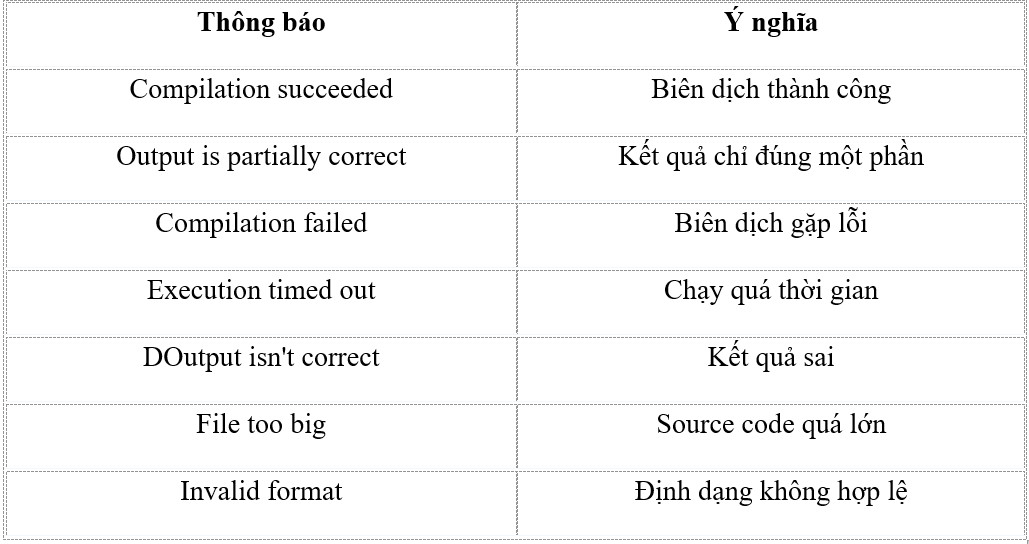 Thông báo Ý nghĩa
Compilation succeeded Biên dịch thành công
Output is partially correct Kết quả chỉ đúng một phần
Compilation failed Biên dịch gặp lỗi
Execution timed out Chạy quá thời gian
DOutput isn't correct Kết quả sai
File too big Source code quá lớn
Invalid format Định dạng không hợp lệ